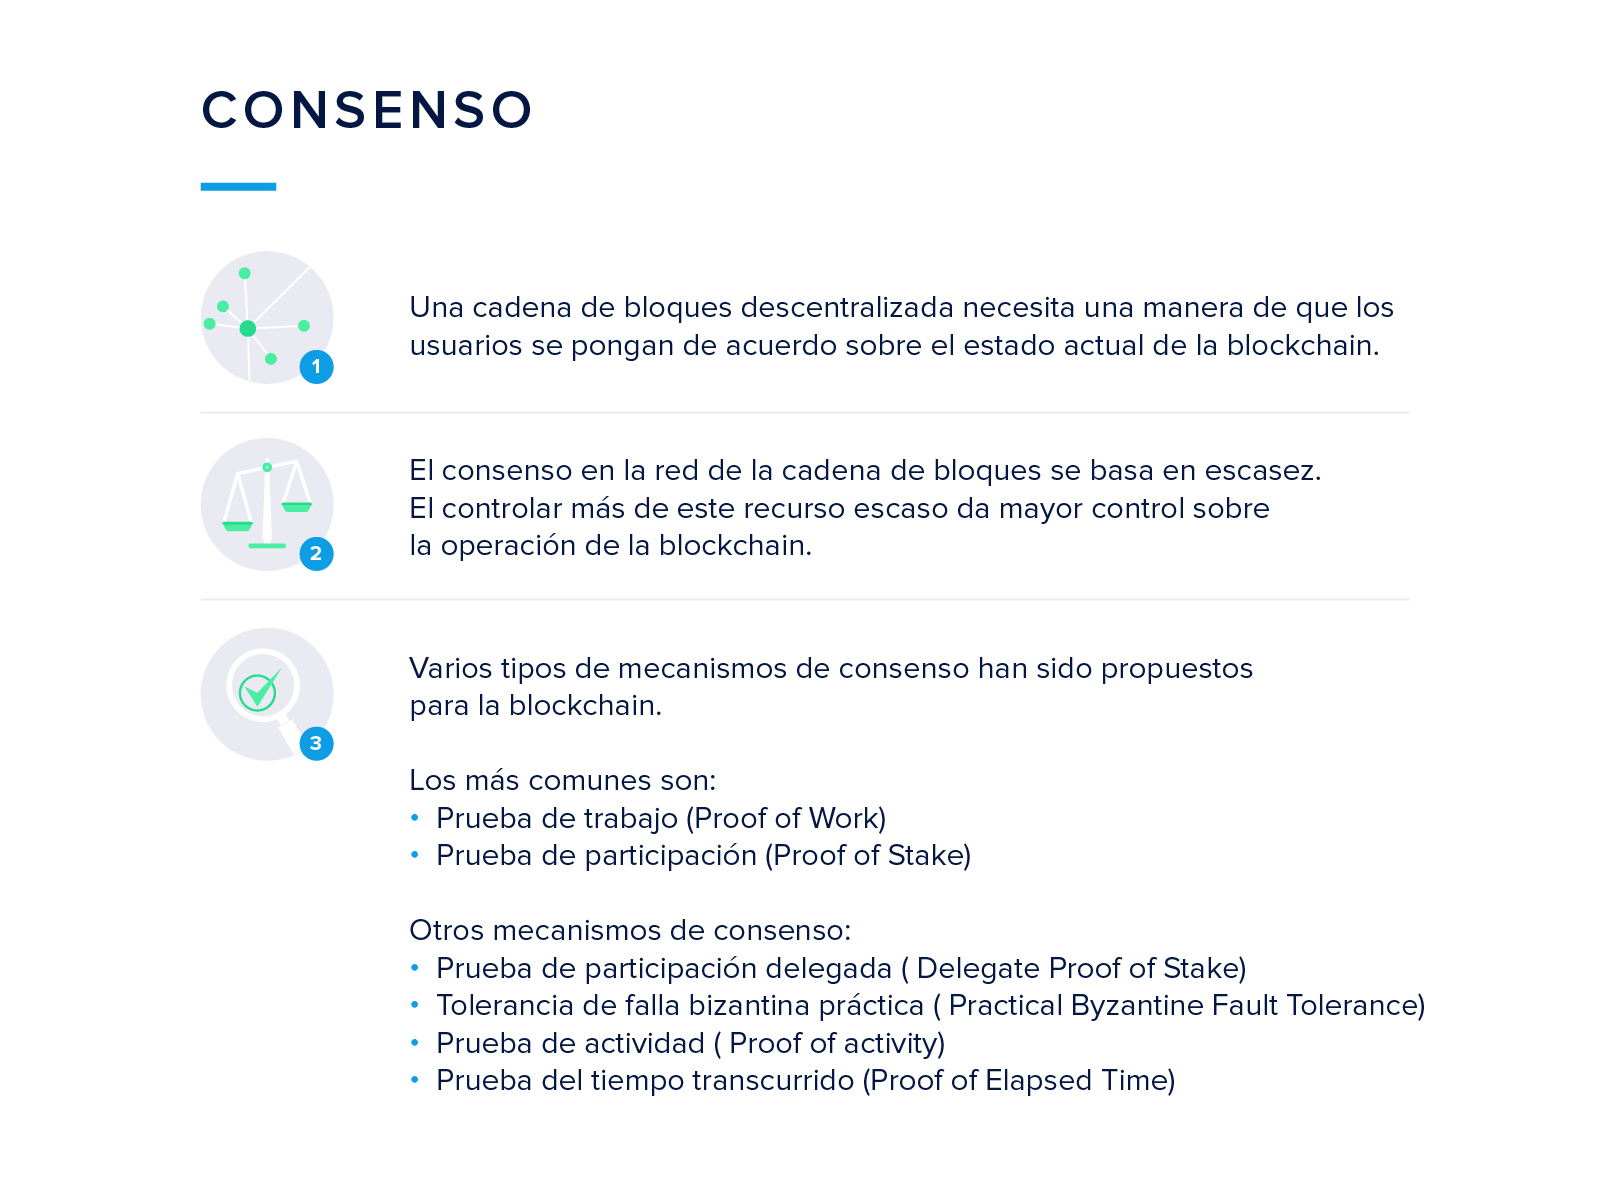 CONSENSO
1
Una cadena de bloques descentralizada necesita una manera de que los
usuarios se pongan de acuerdo sobre el estado actual de la blockchain.
2
El consenso en la red de la cadena de bloques se basa en escasez.
El controlar más de este recurso escaso da mayor control sobre
la operación de la blockchain.
3
Varios tipos de mecanismos de consenso han sido propuestos
para la blockchain.
Los más comunes son:
• Prueba de trabajo (Proof of Work)
• Prueba de participación (Proof of Stake)
Otros mecanismos de consenso:
• Prueba de participación delegada ( Delegate Proof of Stake)
• Tolerancia de falla bizantina práctica ( Practical Byzantine Fault Tolerance)
• Prueba de actividad ( Proof of activity)
• Prueba del tiempo transcurrido (Proof of Elapsed Time)